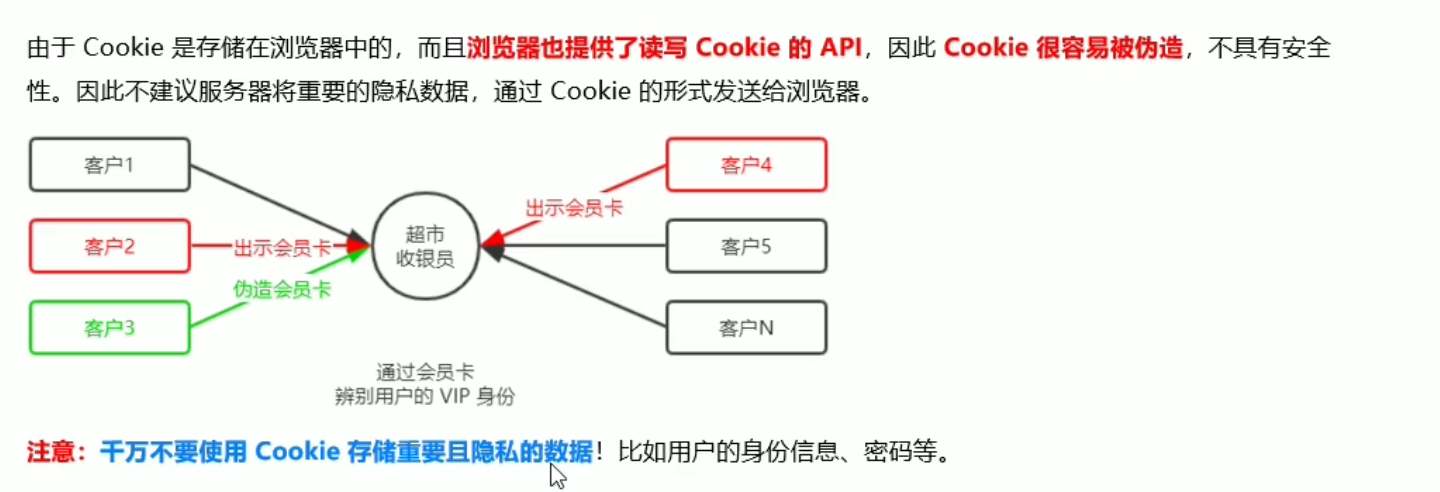 由于 Cookie 是存储在浏览器中的，而且浏览器也提供了读写 Cookie 的 API，因此 Cookie 很容易被伪造，不具有安全
性。因此不建议服务器将重要的隐私数据，通过 Cookie 的形式发送给浏览器。
客户1
客户4
出示会员卡
超市
收银员
客户2
出示会员卡
客户5
伪造会员卡
客户3
客户N
通过会员卡
辨别用户的 VIP 身份
注意：千万不要使用 Cookie 存储重要且隐私的数据！比如用户的身份信息、密码等。